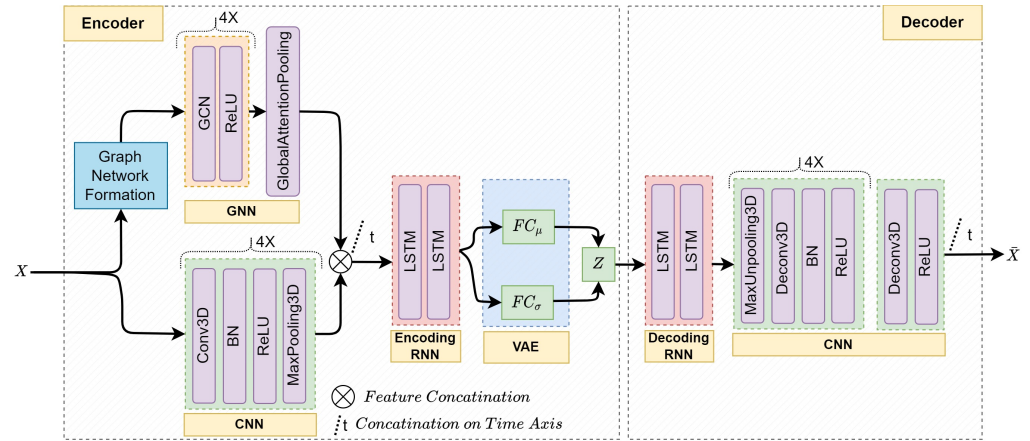 Encoder
Decoder
4X
GCN
ReLU
GlobalAttentionPooling
Graph
Network
Formation
GNN
X
4X
Conv3D
BN
ReLU
MaxPooling3D
CNN
t
LSTM
LSTM
Encoding
RNN
FC_μ
FC_σ
VAE
Z
LSTM
LSTM
Decoding
RNN
4X
MaxUnpooling3D
Deconv3D
BN
ReLU
Deconv3D
ReLU
CNN
t
X̄
Feature Concatination
t Concatination on Time Axis